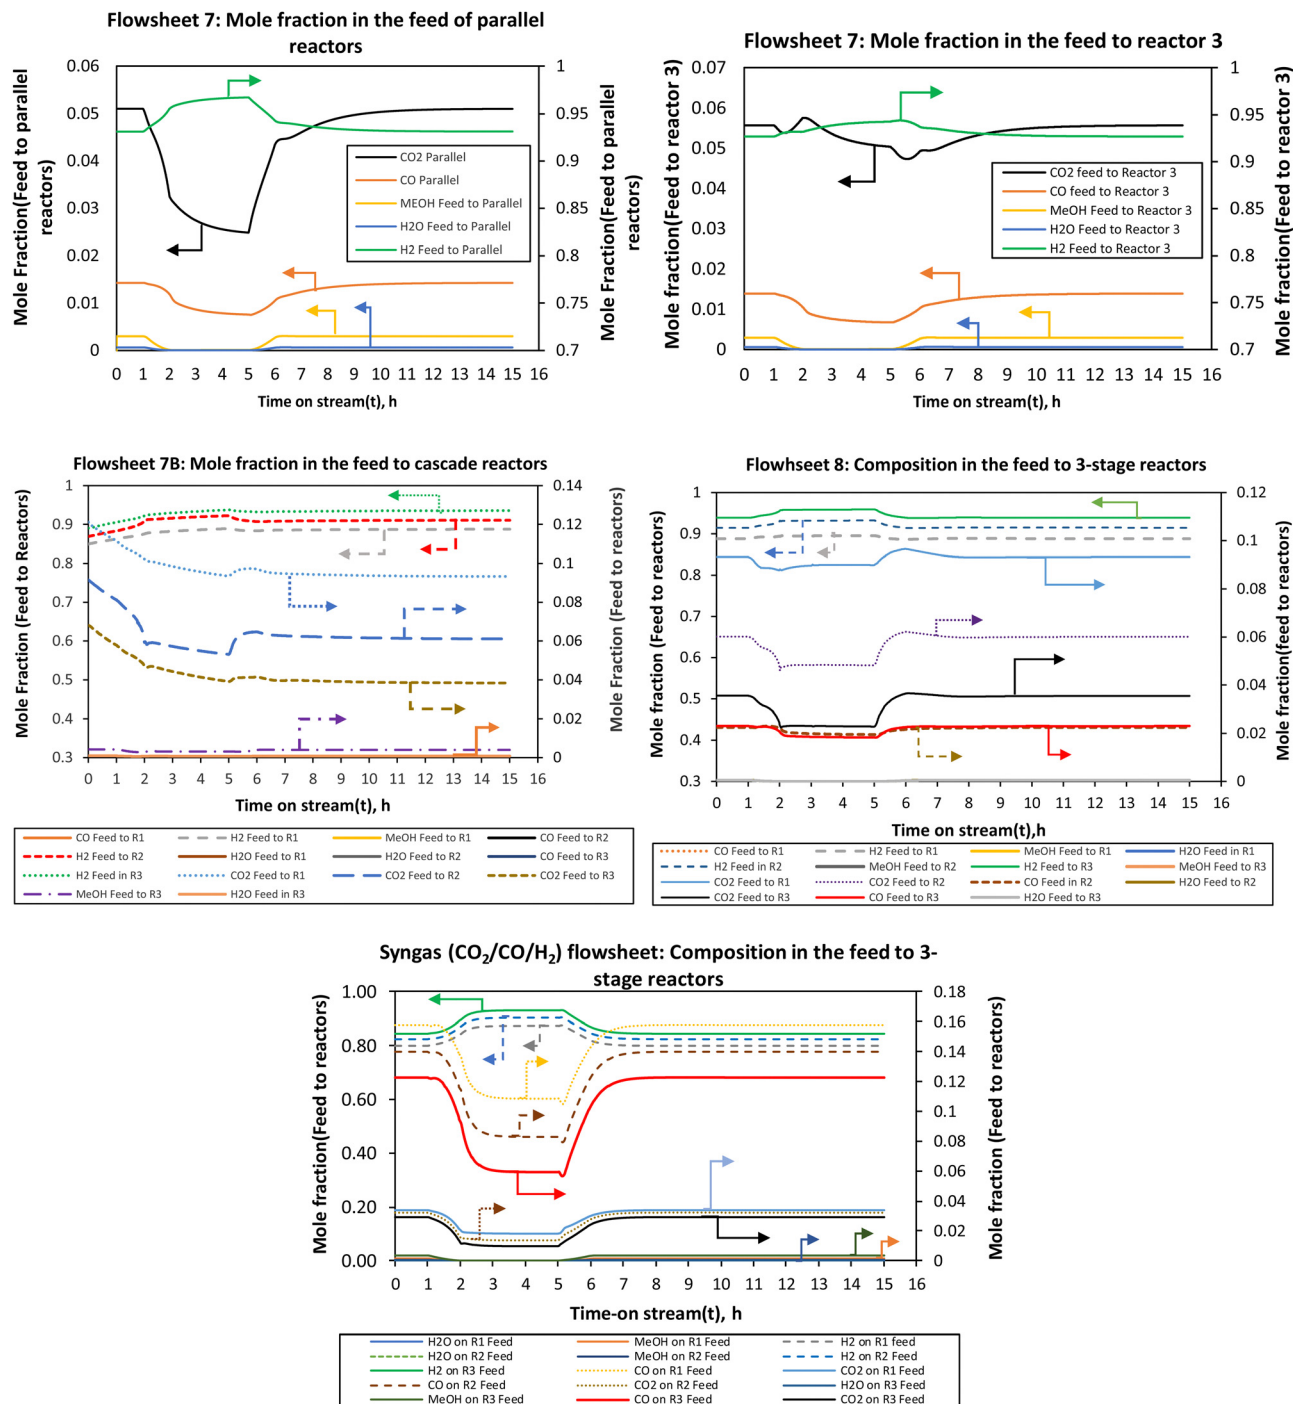 Flowsheet 7: Mole fraction in the feed of parallel
reactors
Mole Fraction(Feed to parallel
reactors)
0.06
0.05
0.04
0.03
0.02
0.01
0
1
0.95
0.9
0.85
0.8
0.75
0.7
Mole Fraction(Feed to parallel
reactors)
CO2 Parallel
CO Parallel
MEOH Feed to Parallel
H2O Feed to Parallel
H2 Feed to Parallel
0 1 2 3 4 5 6 7 8 9 10 11 12 13 14 15 16
Time on stream(t), h
Flowsheet 7: Mole fraction in the feed to reactor 3
Mole fraction(Feed to reactor 3)
0.07
0.06
0.05
0.04
0.03
0.02
0.01
0
1
0.95
0.9
0.85
0.8
0.75
0.7
Mole fraction(Feed to reactor 3)
CO2 feed to Reactor 3
CO feed to Reactor 3
MeOH Feed to Reactor 3
H2O Feed to Reactor 3
H2 Feed to Reactor 3
0 1 2 3 4 5 6 7 8 9 10 11 12 13 14 15 16
Time on stream(t), h
Flowsheet 7B: Mole fraction in the feed to cascade reactors
Mole Fraction (Feed to Reactors)
1
0.9
0.8
0.7
0.6
0.5
0.4
0.3
0.14
0.12
0.1
0.08
0.06
0.04
0.02
0
Mole Fraction (Feed to reactors)
0 1 2 3 4 5 6 7 8 9 10 11 12 13 14 15 16
Time on stream(t), h
CO Feed to R1 H2 Feed to R1 MeOH Feed to R1 CO Feed to R2
H2 Feed to R2 H2O Feed to R1 H2O Feed to R2 CO Feed to R3
H2 Feed in R3 CO2 Feed to R1 CO2 Feed to R2 CO2 Feed to R3
MeOH Feed to R3 H2O Feed in R3
Flowhseet 8: Composition in the feed to 3-stage reactors
Mole fraction (Feed to reactors)
1
0.9
0.8
0.7
0.6
0.5
0.4
0.3
0.12
0.1
0.08
0.06
0.04
0.02
0
Mole fraction(feed to reactors)
0 1 2 3 4 5 6 7 8 9 10 11 12 13 14 15 16
Time on stream(t),h
CO Feed to R1 H2 Feed to R1 MeOH Feed to R1 H2O Feed in R1
H2 Feed in R2 MeOH Feed to R2 H2 Feed to R3 MeOH Feed to R3
CO2 Feed to R1 CO2 Feed to R2 CO Feed in R2 H2O Feed to R2
CO2 Feed to R3 CO Feed to R3 H2O Feed to R3
Syngas (CO₂/CO/H₂) flowsheet: Composition in the feed to 3-
stage reactors
Mole fraction(Feed to reactors)
1.00
0.80
0.60
0.40
0.20
0.00
0.18
0.16
0.14
0.12
0.1
0.08
0.06
0.04
0.02
0
Mole fraction (Feed to reactors)
0 1 2 3 4 5 6 7 8 9 10 11 12 13 14 15 16
Time-on stream(t), h
H2O on R1 Feed MeOH on R1 Feed H2 on R1 feed
H2O on R2 Feed MeOH on R2 Feed H2 on R2 Feed
H2 on R3 Feed CO on R1 Feed CO2 on R1 Feed
CO on R2 Feed CO2 on R2 Feed H2O on R3 Feed
MeOH on R3 Feed CO on R3 Feed CO2 on R3 Feed